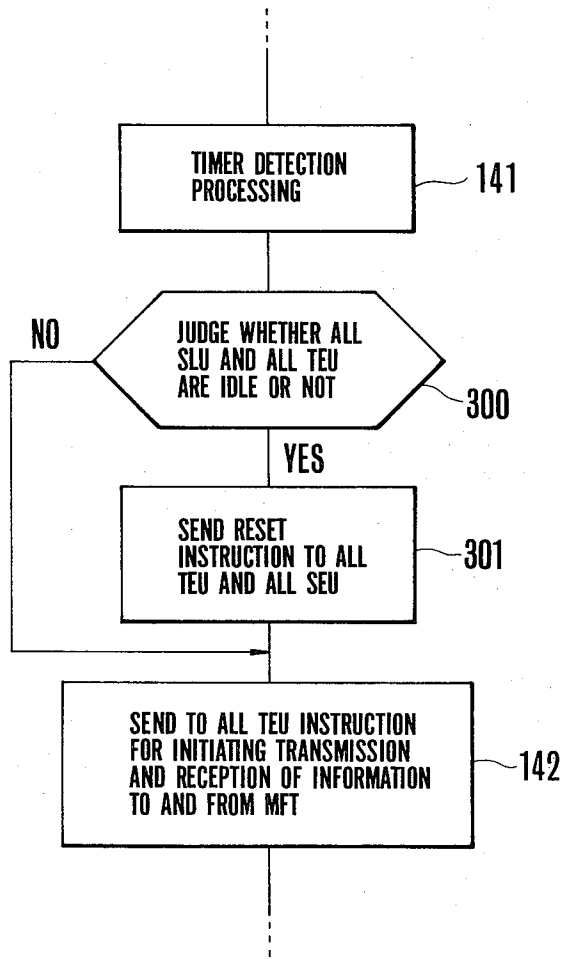 TIMER DETECTION
PROCESSING
141
JUDGE WHETHER ALL
SLU AND ALL TEU
ARE IDLE OR NOT
NO
300
YES
SEND RESET
INSTRUCTION TO ALL
TEU AND ALL SEU
301
SEND TO ALL TEU INSTRUCTION
FOR INITIATING TRANSMISSION
AND RECEPTION OF INFORMATION
TO AND FROM MFT
142